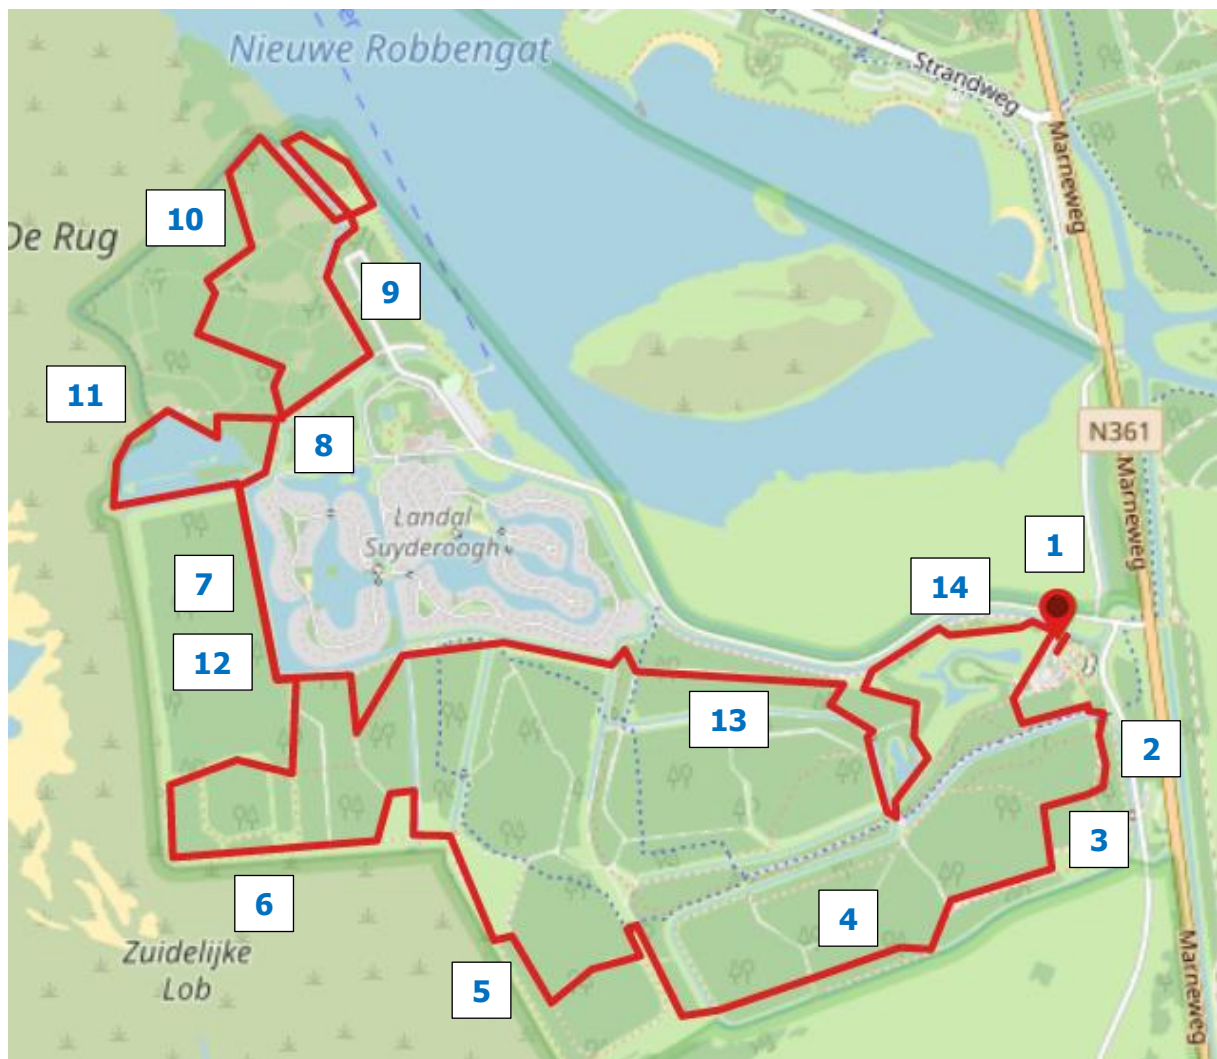 Nieuwe Robbengat
Strandweg
Marneweg
10
De Rug
9
11
N361
8
Marneweg
Landal
Suyderoogh
1
7
14
12
13
2
3
6
4
Zuidelijke
Lob
5
Marneweg